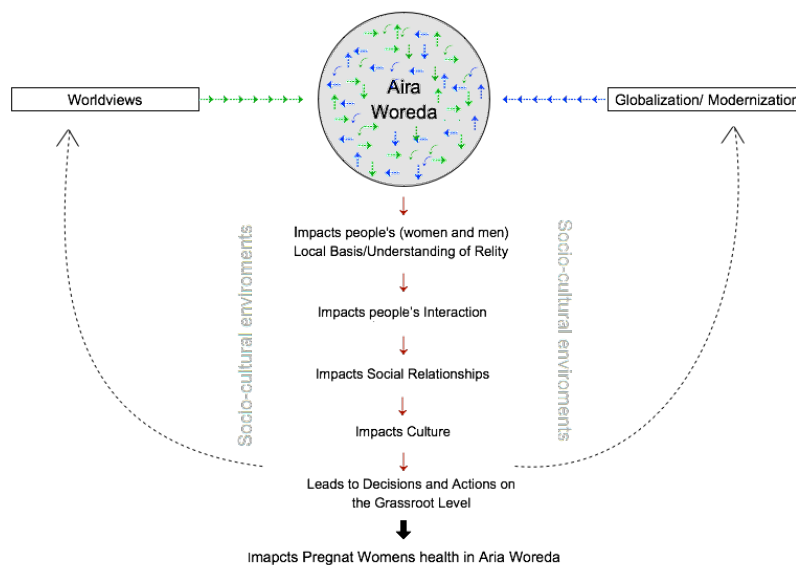 Aira
Woreda
Worldviews
Globalization/ Modernization
Impacts people's (women and men)
Local Basis/Understanding of Relity
Socio-cultural enviroments
Socio-cultural enviroments
Impacts people's Interaction
Impacts Social Relationships
Impacts Culture
Leads to Decisions and Actions on
the Grassroot Level
Imapcts Pregnat Womens health in Aria Woreda